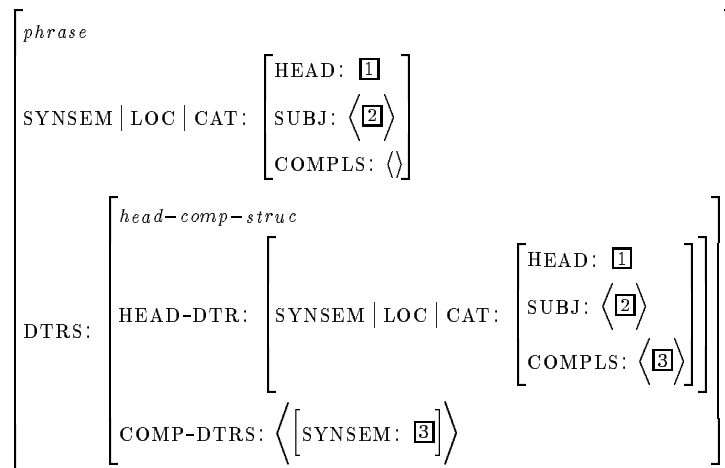 phrase
HEAD: 1
SYNSEM | LOC | CAT: SUBJ: ⟨2⟩
COMPLS: ⟨⟩
head–comp–struc
HEAD: 1
DTRS: HEAD-DTR: SYNSEM | LOC | CAT: SUBJ: ⟨2⟩
COMPLS: ⟨3⟩
COMP-DTRS: ⟨[SYNSEM: 3]⟩